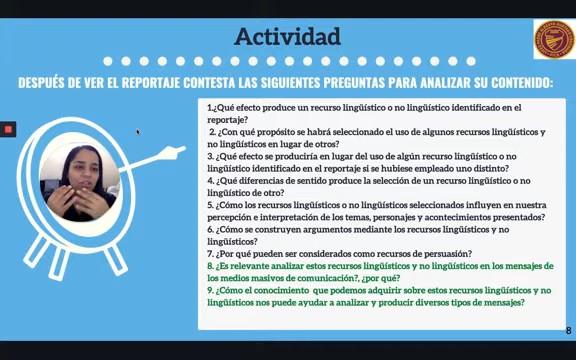 Actividad
DESPUÉS DE VER EL REPORTAJE CONTESTA LAS SIGUIENTES PREGUNTAS PARA ANALIZAR SU CONTENIDO:
1.¿Qué efecto produce un recurso lingüístico o no lingüístico identificado en el
reportaje?
2. ¿Con qué propósito se habrá seleccionado el uso de algunos recursos lingüísticos y
no lingüísticos en lugar de otros?
3. ¿Qué efecto se produciría en lugar del uso de algún recurso lingüístico o no
lingüístico identificado en el reportaje si se hubiese empleado uno distinto?
4. ¿Qué diferencias de sentido produce la selección de un recurso lingüístico o no
lingüístico de otro?
5. ¿Cómo los recursos lingüísticos o no lingüísticos seleccionados influyen en nuestra
percepción e interpretación de los temas, personajes y acontecimientos presentados?
6. ¿Cómo se construyen argumentos mediante los recursos lingüísticos y no
lingüísticos?
7. ¿Por qué pueden ser considerados como recursos de persuasión?
8. ¿Es relevante analizar estos recursos lingüísticos y no lingüísticos en los mensajes de
los medios masivos de comunicación?, ¿por qué?
9. ¿Cómo el conocimiento que podemos adquirir sobre estos recursos lingüísticos y no
lingüísticos nos puede ayudar a analizar y producir diversos tipos de mensajes?
8